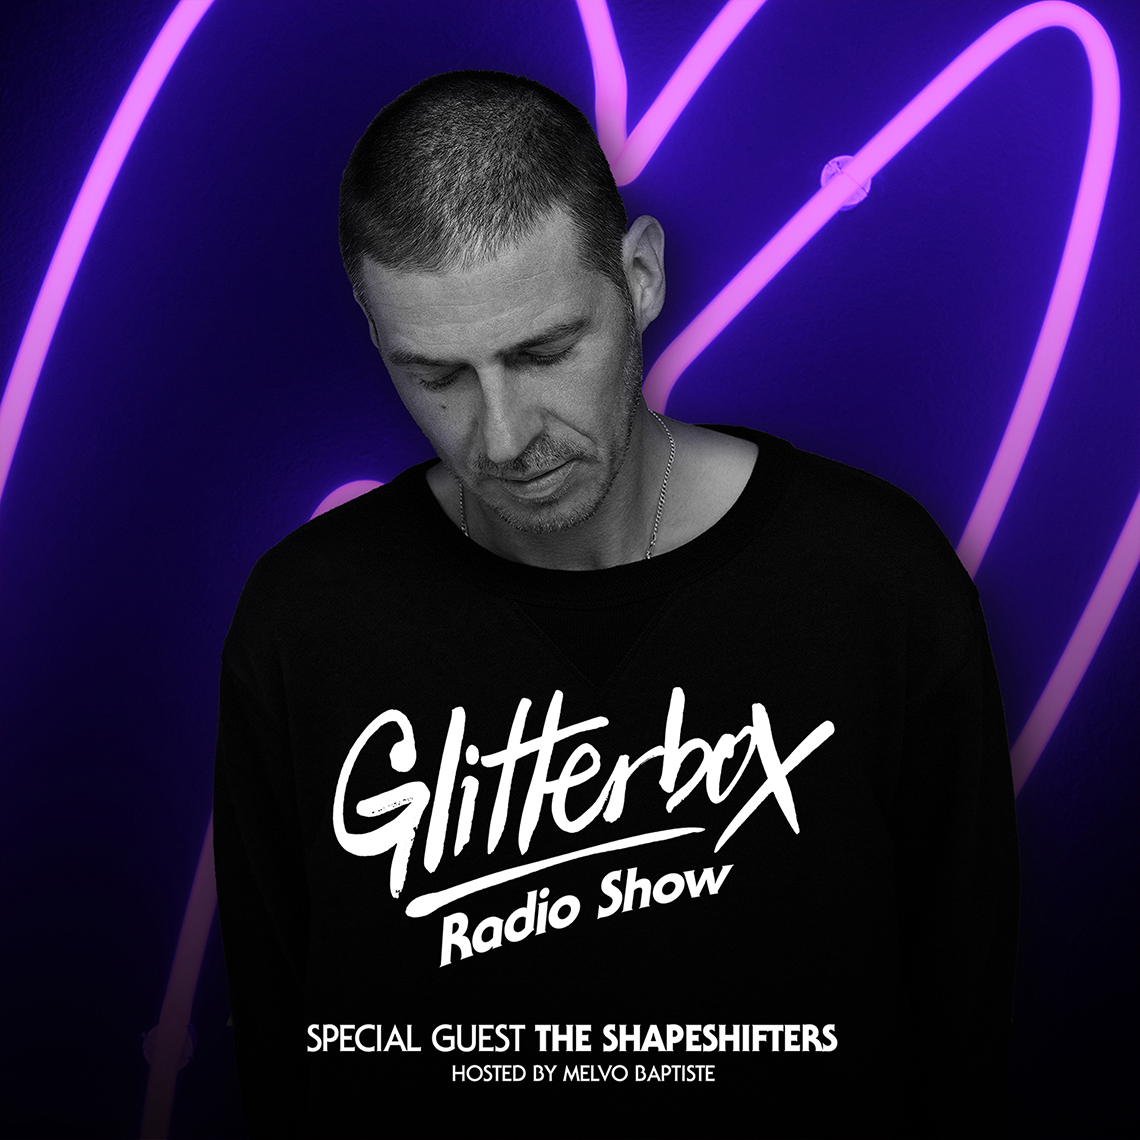 Glitterbox
Radio Show
SPECIAL GUEST THE SHAPESHIFTERS
HOSTED BY MELVO BAPTISTE